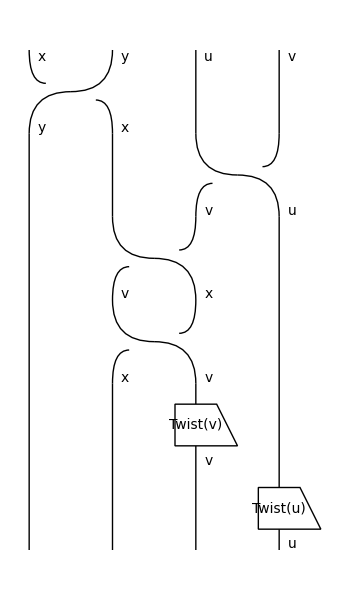 x y u v
y x
v u
v x
x v
Twist(v)
v
Twist(u)
u